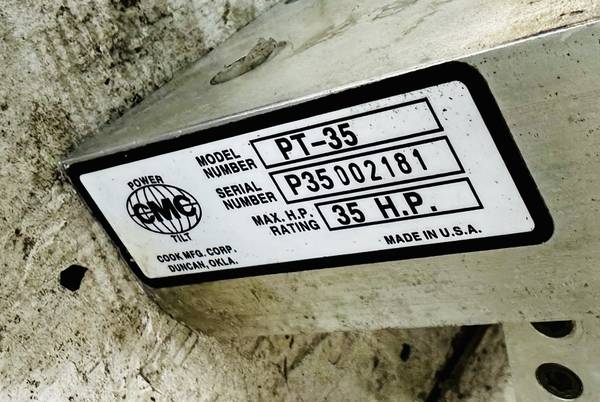 MODEL NUMBER PT-35
SERIAL NUMBER P35002181
MAX. H.P. RATING 35 H.P.
POWER
CMC
TILT
COOK MFG. CORP.
DUNCAN, OKLA.
MADE IN U.S.A.